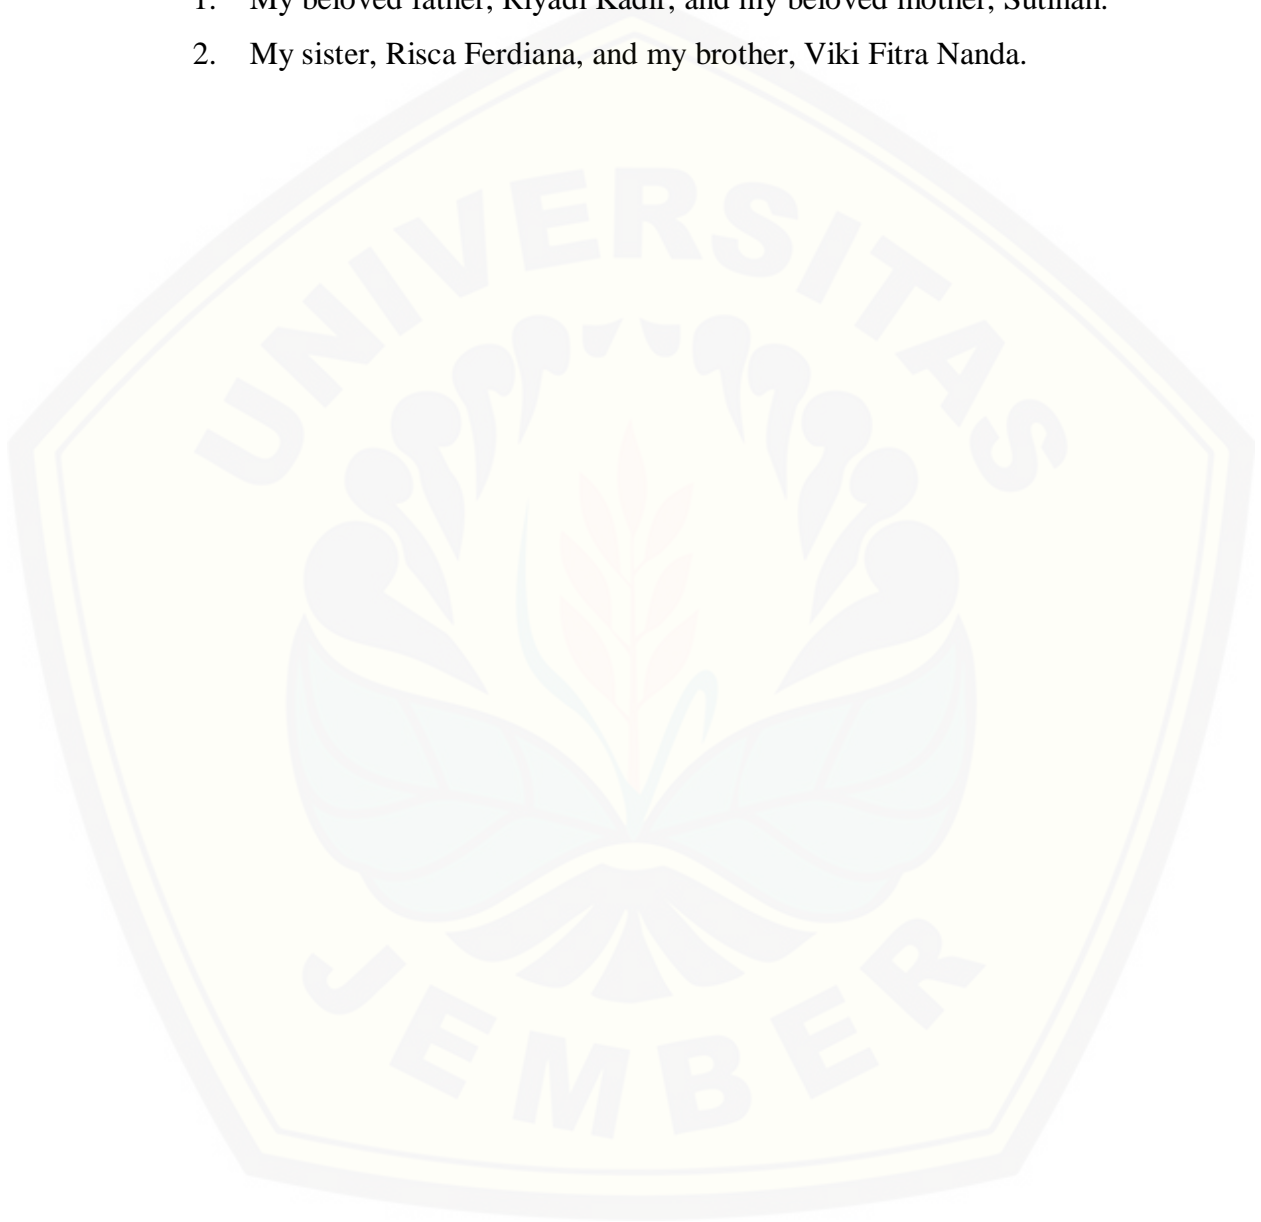 1. My beloved father, Riyadi Kadir, and my beloved mother,
2. My sister, Risca Ferdiana, and my brother, Viki Fitra Nanda.
UNIVERSITAS
JEMBER